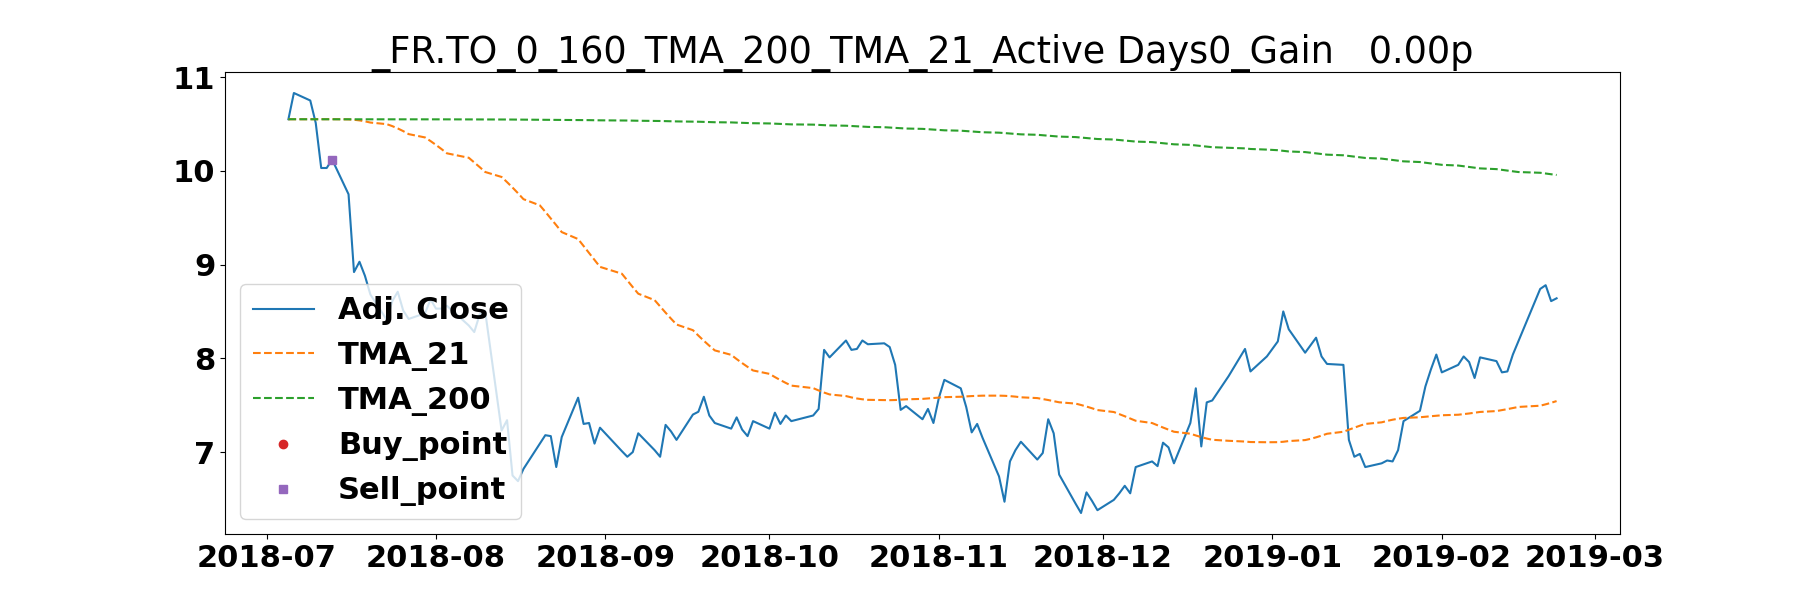 _FR.TO_0_160_TMA_200_TMA_21_Active Days0_Gain   0.00p
11
10
9
8
7
Adj. Close
TMA_21
TMA_200
Buy_point
Sell_point
2018-07 2018-08 2018-09 2018-10 2018-11 2018-12 2019-01 2019-02 2019-03